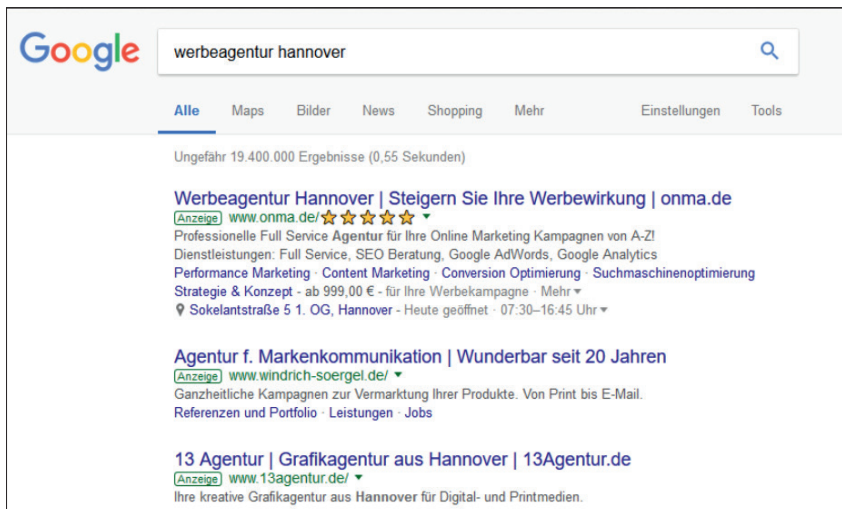 Google
werbeagentur hannover
Alle Maps Bilder News Shopping Mehr Einstellungen Tools
Ungefähr 19.400.000 Ergebnisse (0,55 Sekunden)
Werbeagentur Hannover | Steigern Sie Ihre Werbewirkung | onma.de
Anzeige www.onma.de/
Professionelle Full Service Agentur für Ihre Online Marketing Kampagnen von A-Z!
Dienstleistungen: Full Service, SEO Beratung, Google AdWords, Google Analytics
Performance Marketing · Content Marketing · Conversion Optimierung · Suchmaschinenoptimierung
Strategie & Konzept - ab 999,00 € - für Ihre Werbekampagne · Mehr
Sokelantstraße 5 1. OG, Hannover - Heute geöffnet · 07:30–16:45 Uhr
Agentur f. Markenkommunikation | Wunderbar seit 20 Jahren
Anzeige www.windrich-soergel.de/
Ganzheitliche Kampagnen zur Vermarktung Ihrer Produkte. Von Print bis E-Mail.
Referenzen und Portfolio · Leistungen · Jobs
13 Agentur | Grafikagentur aus Hannover | 13Agentur.de
Anzeige www.13agentur.de/
Ihre kreative Grafikagentur aus Hannover für Digital- und Printmedien.